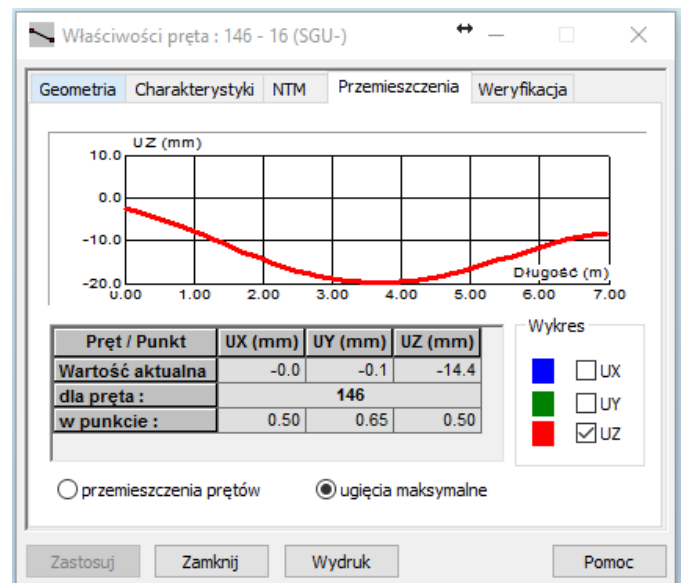 Właściwości pręta : 146 - 16 (SGU-)
Geometria Charakterystyki NTM Przemieszczenia Weryfikacja
UZ (mm)
10.0
0.0
-10.0
-20.0
Długość (m)
0.00 1.00 2.00 3.00 4.00 5.00 6.00 7.00
Wykres
Pręt / Punkt UX (mm) UY (mm) UZ (mm)
Wartość aktualna -0.0 -0.1 -14.4
dla pręta : 146
w punkcie : 0.50 0.65 0.50
UX
UY
UZ
przemieszczenia prętów ugięcia maksymalne
Zastosuj Zamknij Wydruk Pomoc